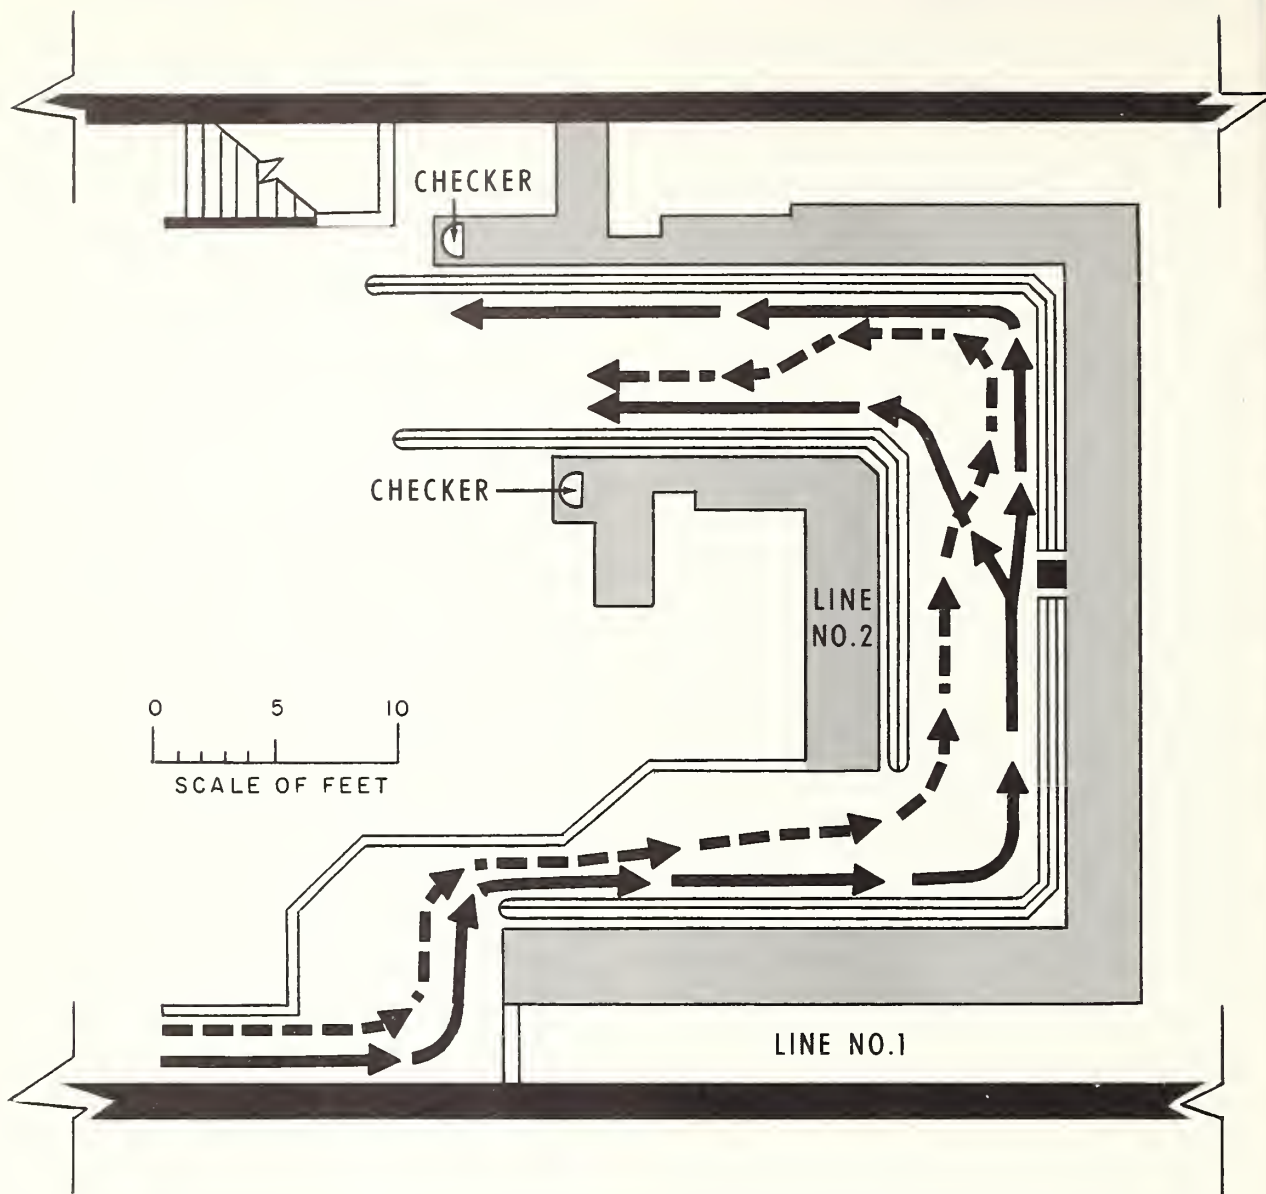 CHECKER
CHECKER
LINE
NO.2
0 5 10
SCALE OF FEET
LINE NO.1